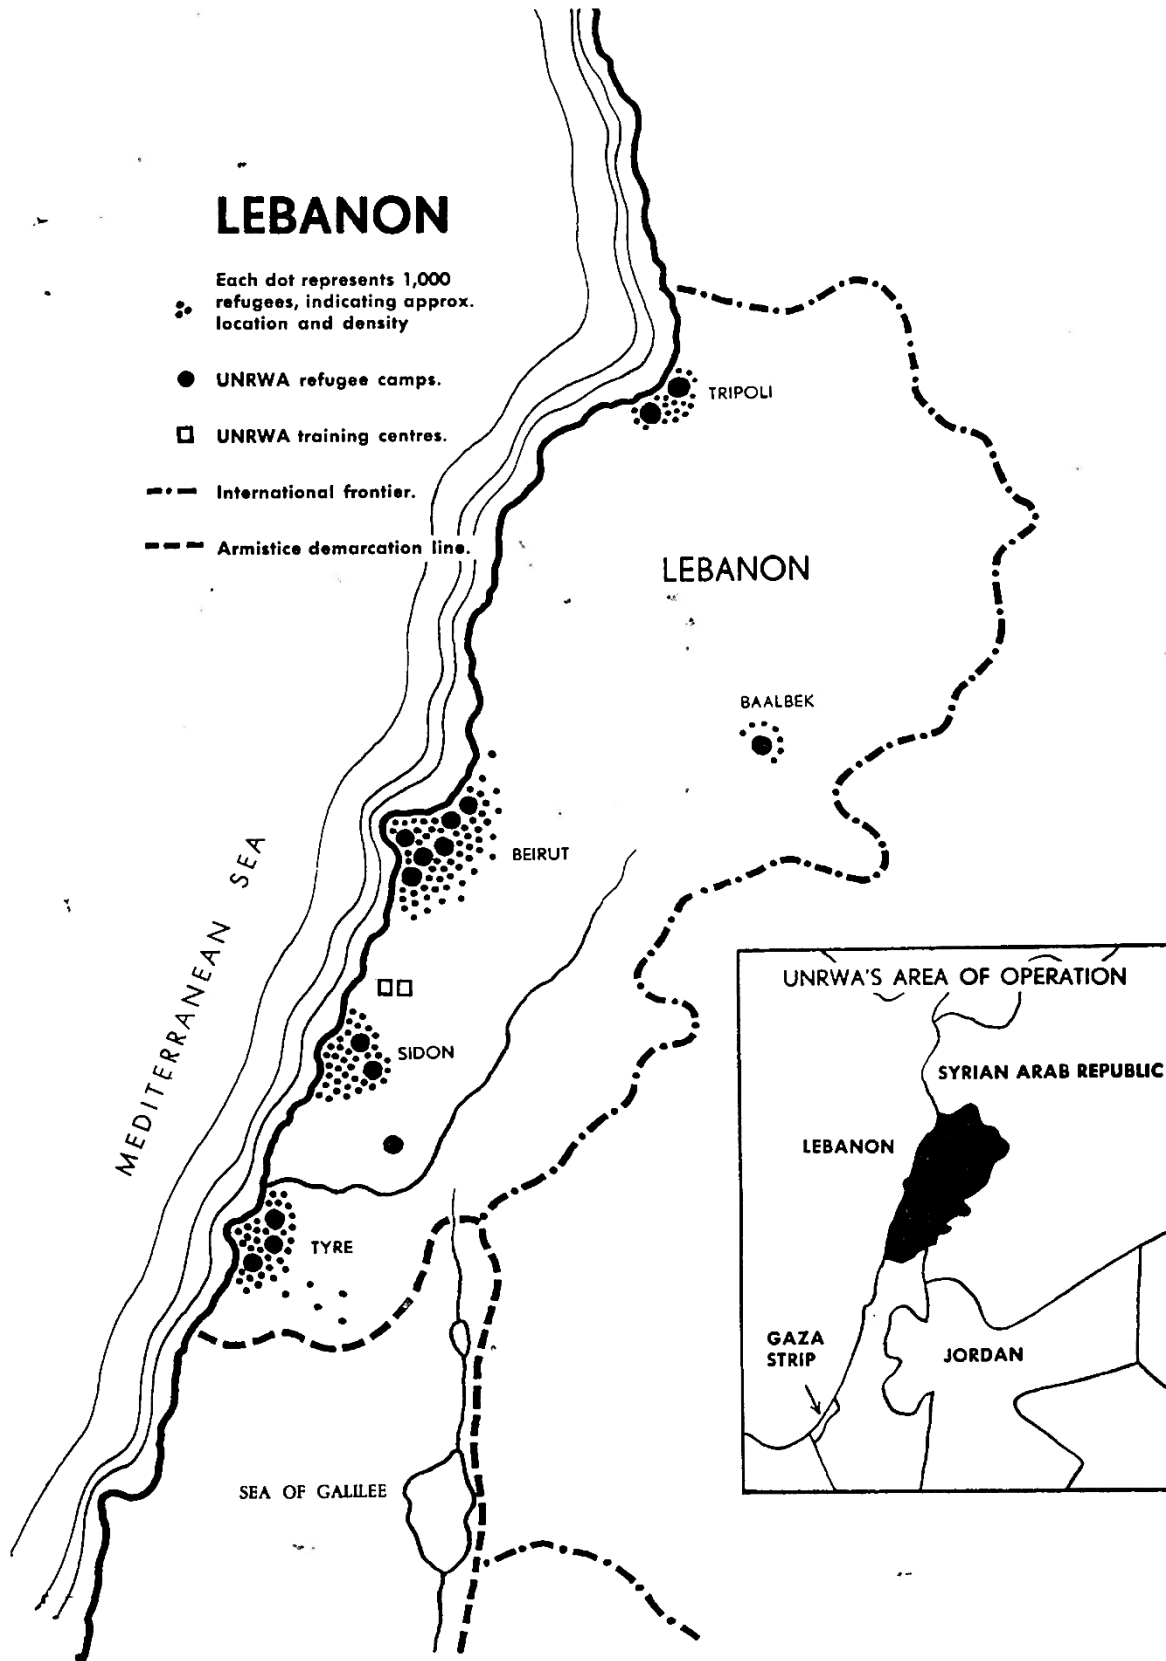 LEBANON
Each dot represents 1,000
refugees, indicating approx.
location and density
UNRWA refugee camps.
UNRWA training centres.
International frontier.
Armistice demarcation line.
TRIPOLI
LEBANON
BAALBEK
BEIRUT
MEDITERRANEAN SEA
SIDON
TYRE
SEA OF GALILEE
UNRWA'S AREA OF OPERATION
SYRIAN ARAB REPUBLIC
LEBANON
GAZA
STRIP
JORDAN